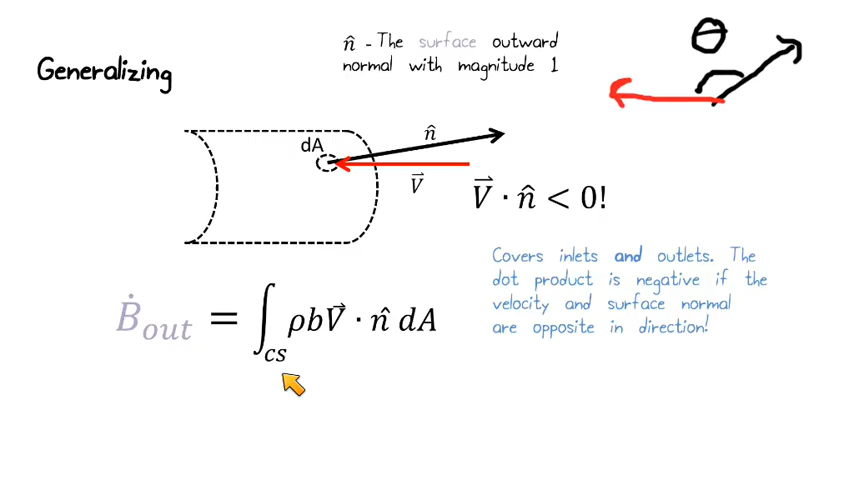 Generalizing
n̂ - The surface outward
normal with magnitude 1
θ
dA
n̂
V⃗
V⃗ · n̂ < 0!
Covers inlets and outlets. The
dot product is negative if the
velocity and surface normal
are opposite in direction!
Ḃ_out = ∫_CS ρbV⃗ · n̂ dA